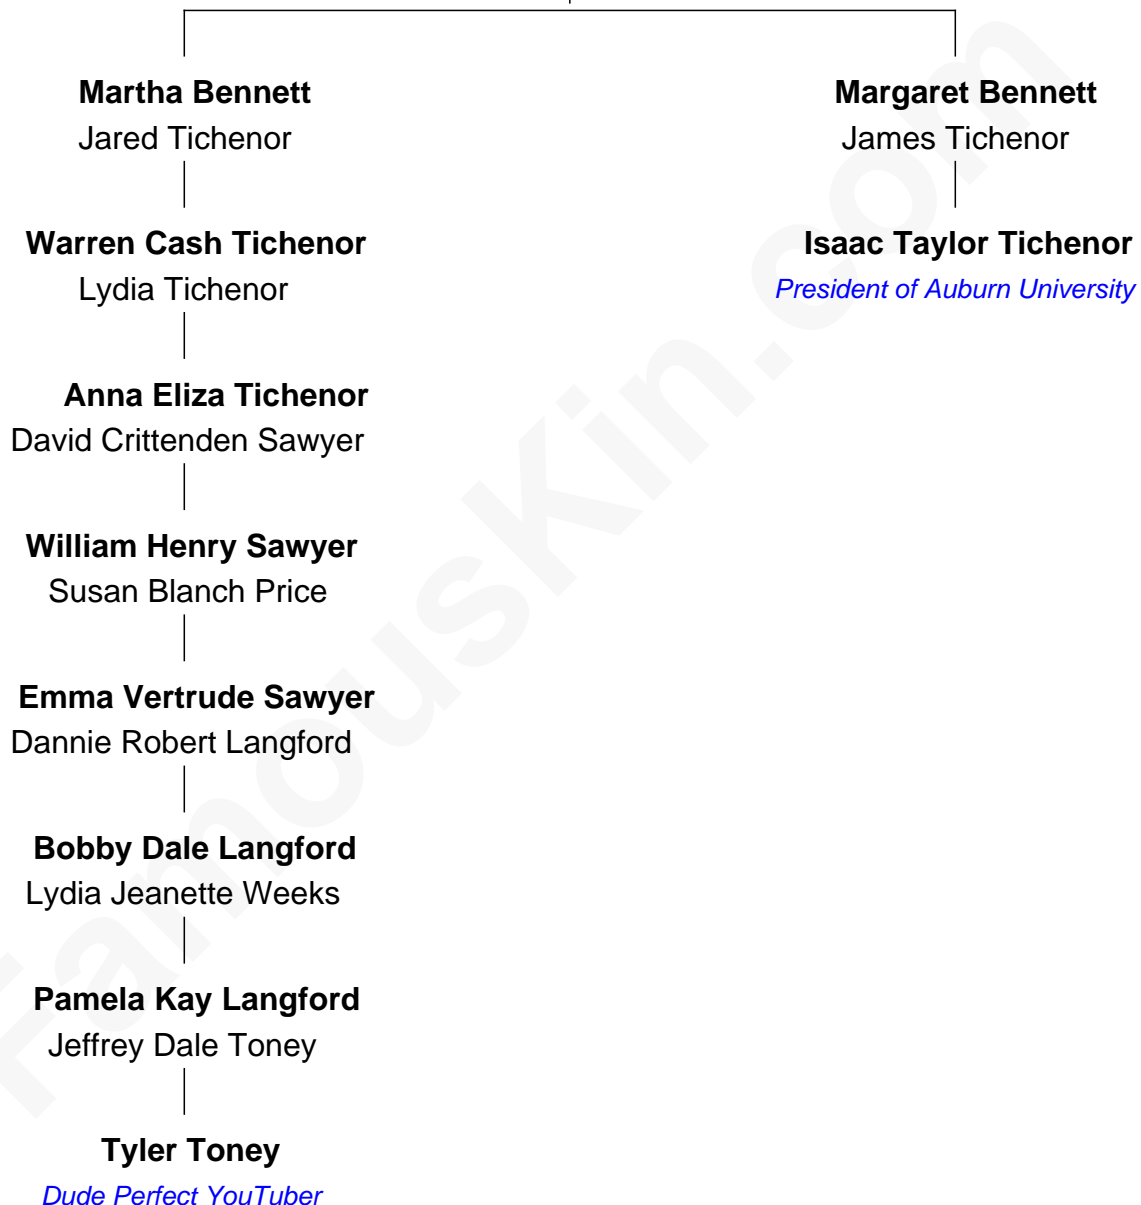 Martha Bennett
Jared Tichenor
Margaret Bennett
James Tichenor
Warren Cash Tichenor
Lydia Tichenor
Isaac Taylor Tichenor
President of Auburn University
Anna Eliza Tichenor
David Crittenden Sawyer
William Henry Sawyer
Susan Blanch Price
Emma Vertrude Sawyer
Dannie Robert Langford
Bobby Dale Langford
Lydia Jeanette Weeks
Pamela Kay Langford
Jeffrey Dale Toney
Tyler Toney
Dude Perfect YouTuber
FamousKin.com